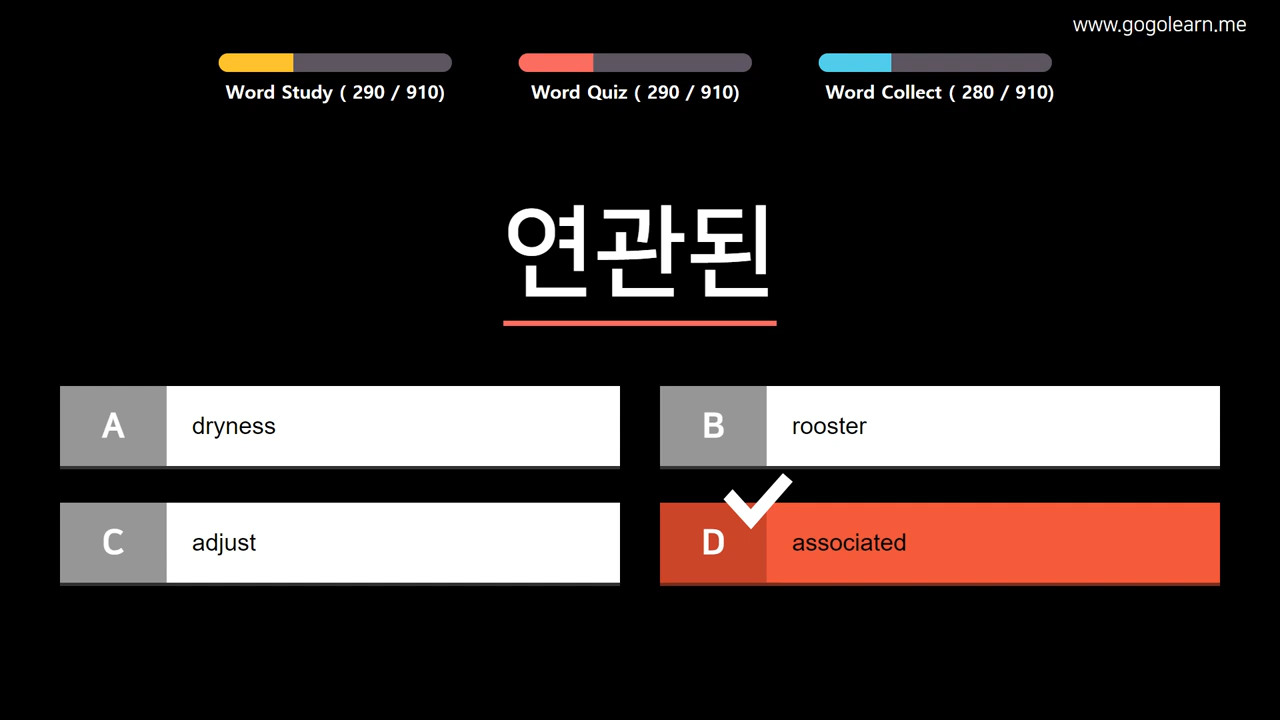 www.gogolearn.me
Word Study ( 290 / 910)
Word Quiz ( 290 / 910)
Word Collect ( 280 / 910)
연관된
A dryness
B rooster
C adjust
D associated